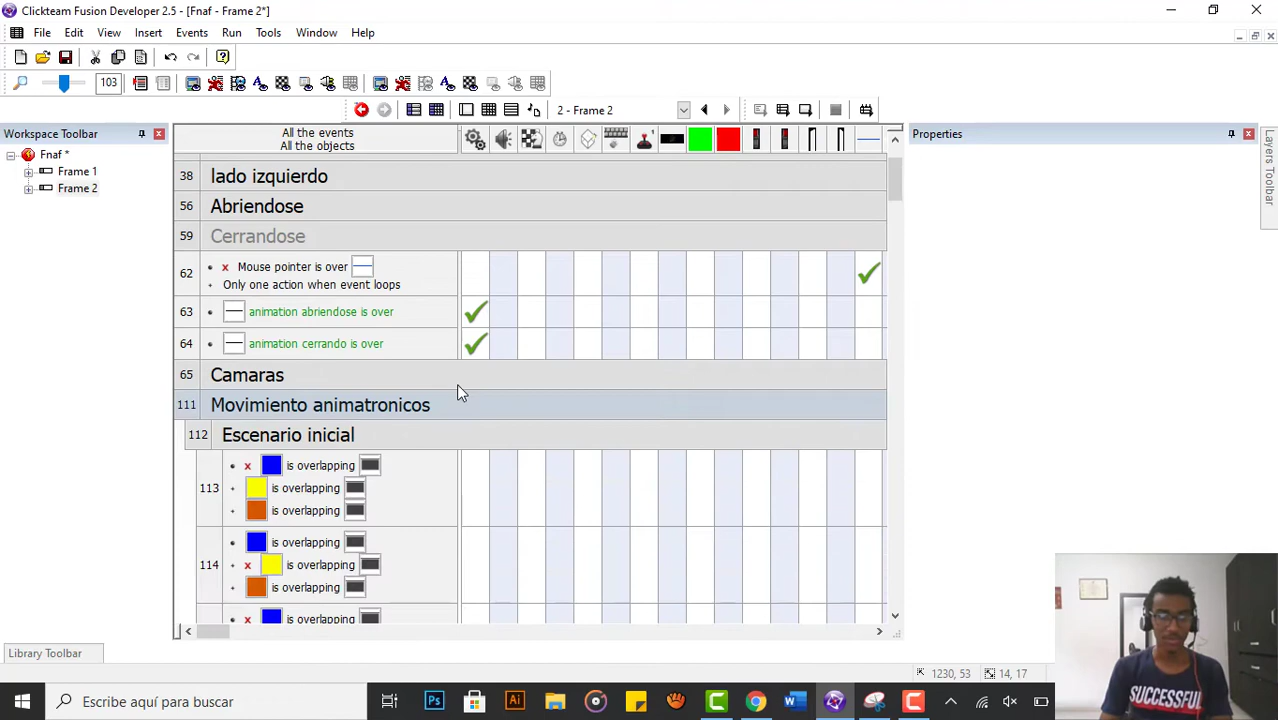 Clickteam Fusion Developer 2.5 - [Fnaf - Frame 2*]
File Edit View Insert Events Run Tools Window Help
103
2 - Frame 2
Workspace Toolbar
All the events
All the objects
Properties
Layers Toolbar
Fnaf *
Frame 1
Frame 2
38 lado izquierdo
56 Abriendose
59 Cerrandose
62 x Mouse pointer is over
Only one action when event loops
63 animation abriendose is over
64 animation cerrando is over
65 Camaras
111 Movimiento animatronicos
112 Escenario inicial
113 x is overlapping
is overlapping
is overlapping
114 is overlapping
x is overlapping
is overlapping
x is overlapping
Library Toolbar
1230, 53
14, 17
Escribe aquí para buscar
Ps
Ai
SUCCESSFUL